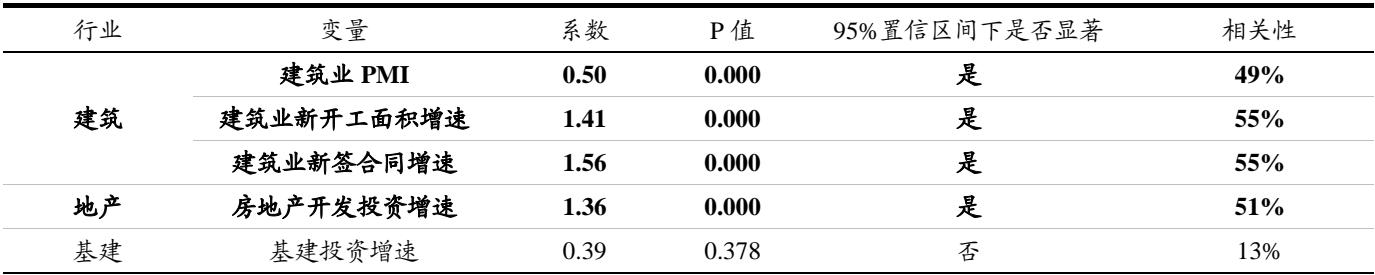 行业 变量 系数 P 值 95%置信区间下是否显著 相关性
建筑业 PMI 0.50 0.000 是 49%
建筑 建筑业新开工面积增速 1.41 0.000 是 55%
建筑业新签合同增速 1.56 0.000 是 55%
地产 房地产开发投资增速 1.36 0.000 是 51%
基建 基建投资增速 0.39 0.378 否 13%